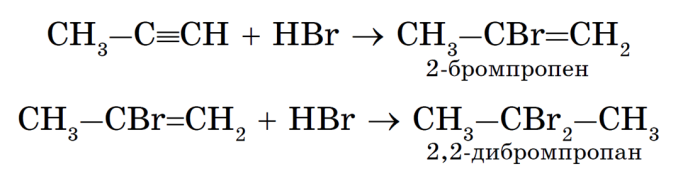 CH₃–C≡CH + HBr → CH₃–CBr=CH₂
2-бромпропен
CH₃–CBr=CH₂ + HBr → CH₃–CBr₂–CH₃
2,2-дибромпропан